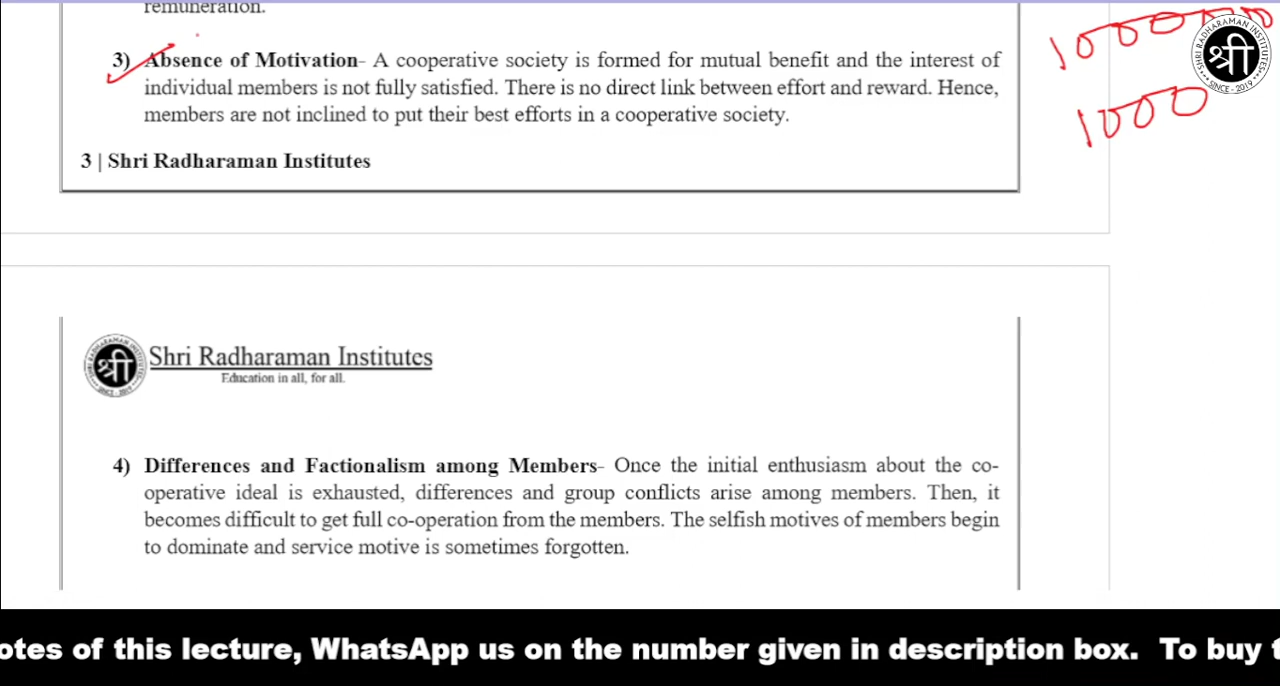 remuneration.
100000
3) Absence of Motivation- A cooperative society is formed for mutual benefit and the interest of
individual members is not fully satisfied. There is no direct link between effort and reward. Hence,
members are not inclined to put their best efforts in a cooperative society.
1000
SHRI RADHARAMAN INSTITUTES
श्री
SINCE - 2019
3 | Shri Radharaman Institutes
श्री
Shri Radharaman Institutes
Education in all, for all.
4) Differences and Factionalism among Members- Once the initial enthusiasm about the co-
operative ideal is exhausted, differences and group conflicts arise among members. Then, it
becomes difficult to get full co-operation from the members. The selfish motives of members begin
to dominate and service motive is sometimes forgotten.
otes of this lecture, WhatsApp us on the number given in description box. To buy t